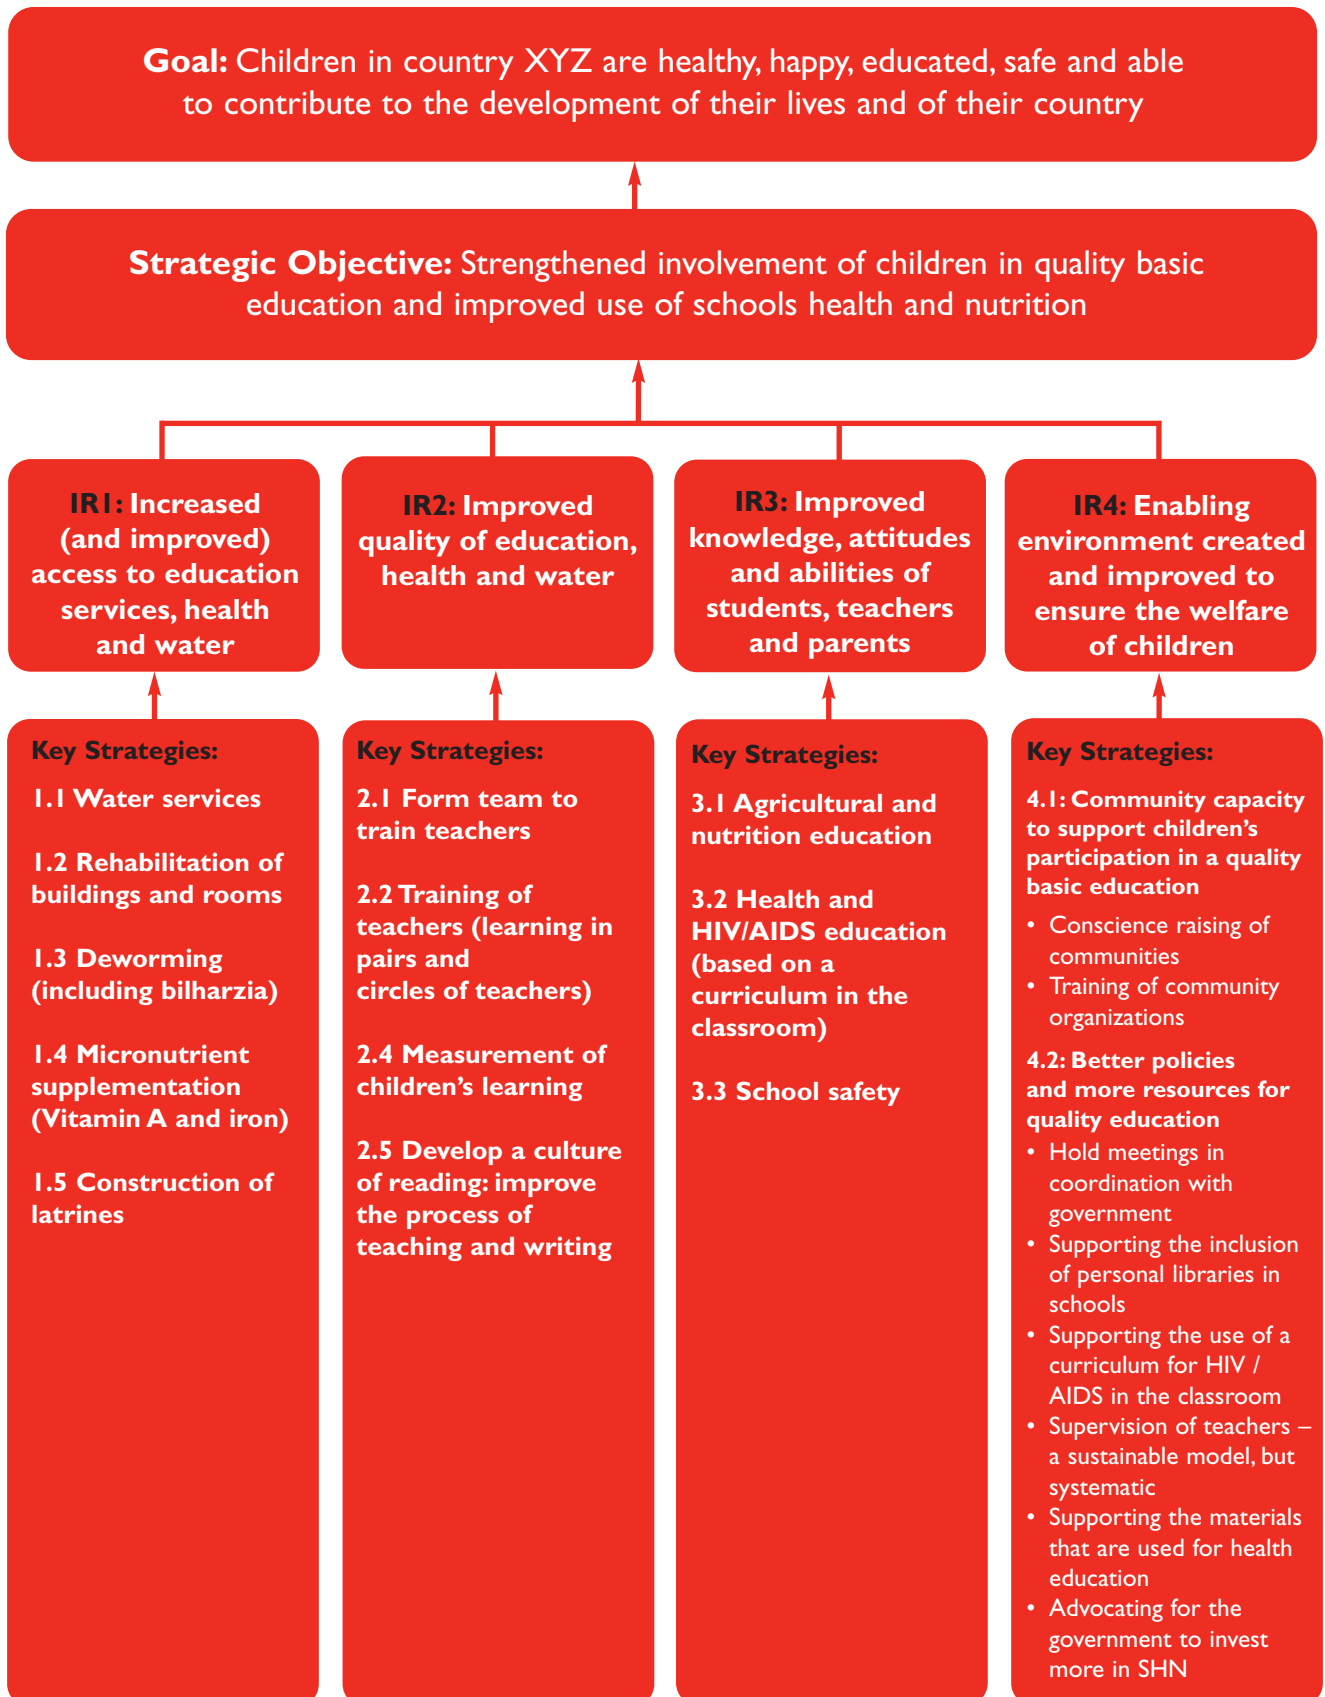 Goal: Children in country XYZ are healthy, happy, educated, safe and able
to contribute to the development of their lives and of their country
Strategic Objective: Strengthened involvement of children in quality basic
education and improved use of schools health and nutrition
IR1: Increased
(and improved)
access to education
services, health
and water
IR2: Improved
quality of education,
health and water
IR3: Improved
knowledge, attitudes
and abilities of
students, teachers
and parents
IR4: Enabling
environment created
and improved to
ensure the welfare
of children
Key Strategies:
1.1 Water services
1.2 Rehabilitation of
buildings and rooms
1.3 Deworming
(including bilharzia)
1.4 Micronutrient
supplementation
(Vitamin A and iron)
1.5 Construction of
latrines
Key Strategies:
2.1 Form team to
train teachers
2.2 Training of
teachers (learning in
pairs and
circles of teachers)
2.4 Measurement of
children's learning
2.5 Develop a culture
of reading: improve
the process of
teaching and writing
Key Strategies:
3.1 Agricultural and
nutrition education
3.2 Health and
HIV/AIDS education
(based on a
curriculum in the
classroom)
3.3 School safety
Key Strategies:
4.1: Community capacity
to support children's
participation in a quality
basic education
• Conscience raising of
communities
• Training of community
organizations
4.2: Better policies
and more resources for
quality education
• Hold meetings in
coordination with
government
• Supporting the inclusion
of personal libraries in
schools
• Supporting the use of a
curriculum for HIV /
AIDS in the classroom
• Supervision of teachers –
a sustainable model, but
systematic
• Supporting the materials
that are used for health
education
• Advocating for the
government to invest
more in SHN